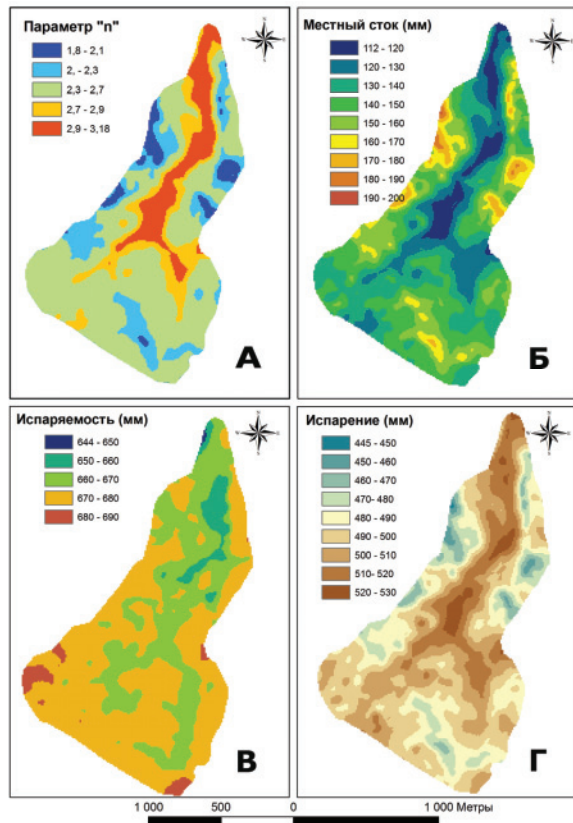 Параметр "n"
1,8 - 2,1
2, - 2,3
2,3 - 2,7
2,7 - 2,9
2,9 - 3,18
А
Местный сток (мм)
112 - 120
120 - 130
130 - 140
140 - 150
150 - 160
160 - 170
170 - 180
180 - 190
190 - 200
Б
Испаряемость (мм)
644 - 650
650 - 660
660 - 670
670 - 680
680 - 690
В
Испарение (мм)
445 - 450
450 - 460
460 - 470
470 - 480
480 - 490
490 - 500
500 - 510
510 - 520
520 - 530
Г
1 000 500 0 1 000 Метры